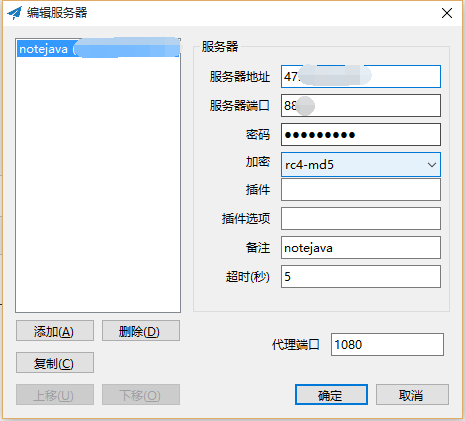 编辑服务器
notejava (
服务器
服务器地址 47.
服务器端口 88
密码 ●●●●●●●●●
加密 rc4-md5
插件
插件选项
备注 notejava
超时(秒) 5
添加(A) 删除(D)
复制(C)
代理端口 1080
上移(U) 下移(O)
确定 取消